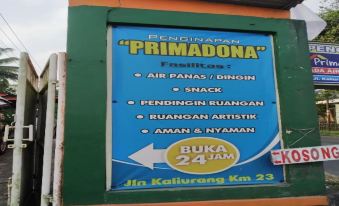 PENGINAPAN
"PRIMADONA"
Fasilitas :
• AIR PANAS / DINGIN
• SNACK
• PENDINGIN RUANGAN
• RUANGAN ARTISTIK
• AMAN & NYAMAN
BUKA
24 JAM
Jln Kaliurang Km 23
KOSONG